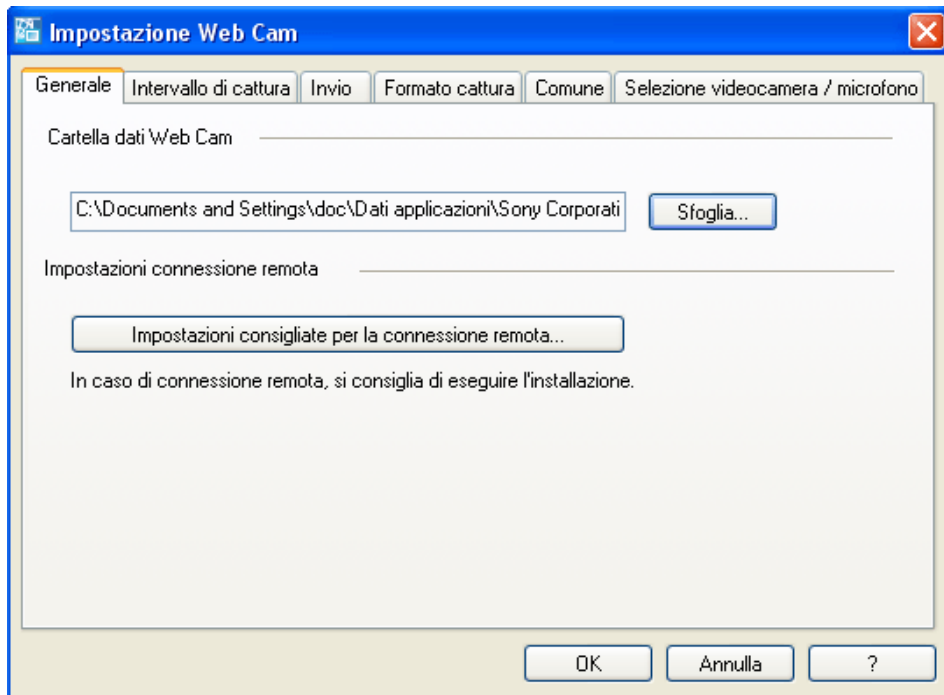 Impostazione Web Cam
Generale Intervallo di cattura Invio Formato cattura Comune Selezione videocamera / microfono
Cartella dati Web Cam
C:\Documents and Settings\doc\Dati applicazioni\Sony Corporati Sfoglia...
Impostazioni connessione remota
Impostazioni consigliate per la connessione remota...
In caso di connessione remota, si consiglia di eseguire l'installazione.
OK Annulla ?